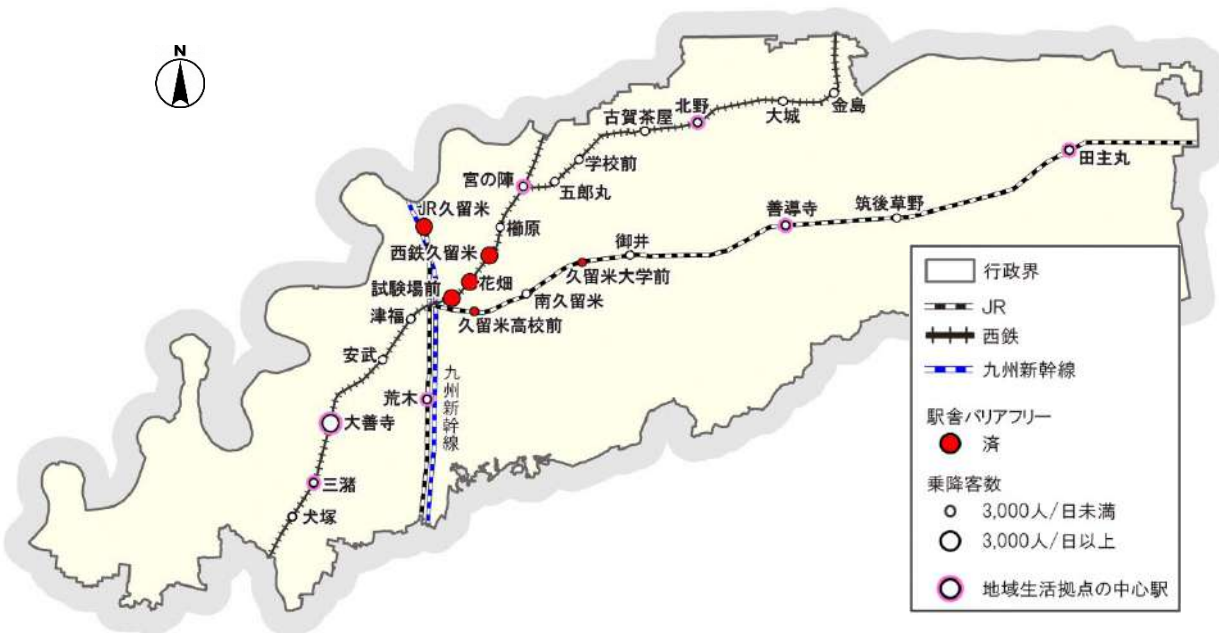 N
金島
大城
北野
古賀茶屋
学校前
五郎丸
宮の陣
田主丸
筑後草野
善導寺
JR久留米
櫛原
西鉄久留米
御井
久留米大学前
花畑
試験場前
南久留米
久留米高校前
津福
安武
九州新幹線
荒木
大善寺
三潴
犬塚
行政界
JR
西鉄
九州新幹線
駅舎バリアフリー
済
乗降客数
3,000人/日未満
3,000人/日以上
地域生活拠点の中心駅